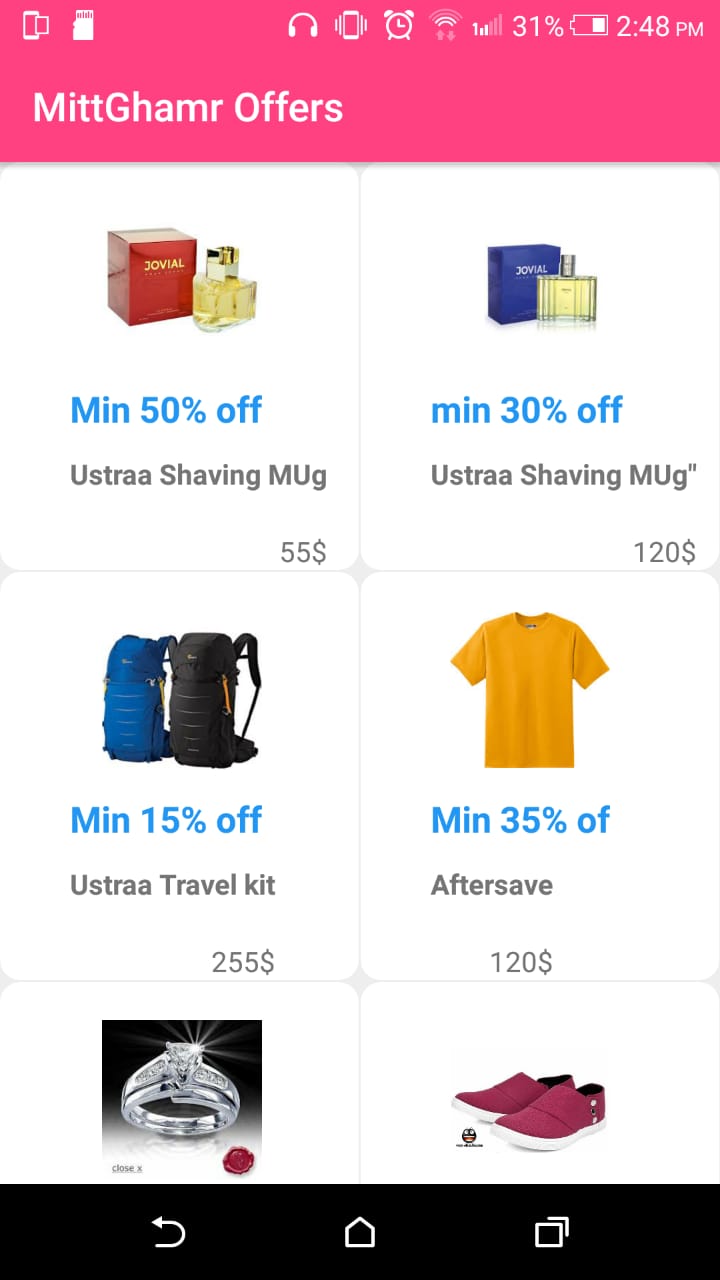 31% 2:48 PM
MittGhamr Offers
JOVIAL
JOVIAL
Min 50% off
min 30% off
Ustraa Shaving MUg
Ustraa Shaving MUg"
55$
120$
Min 15% off
Min 35% of
Ustraa Travel kit
Aftersave
255$
120$
close x